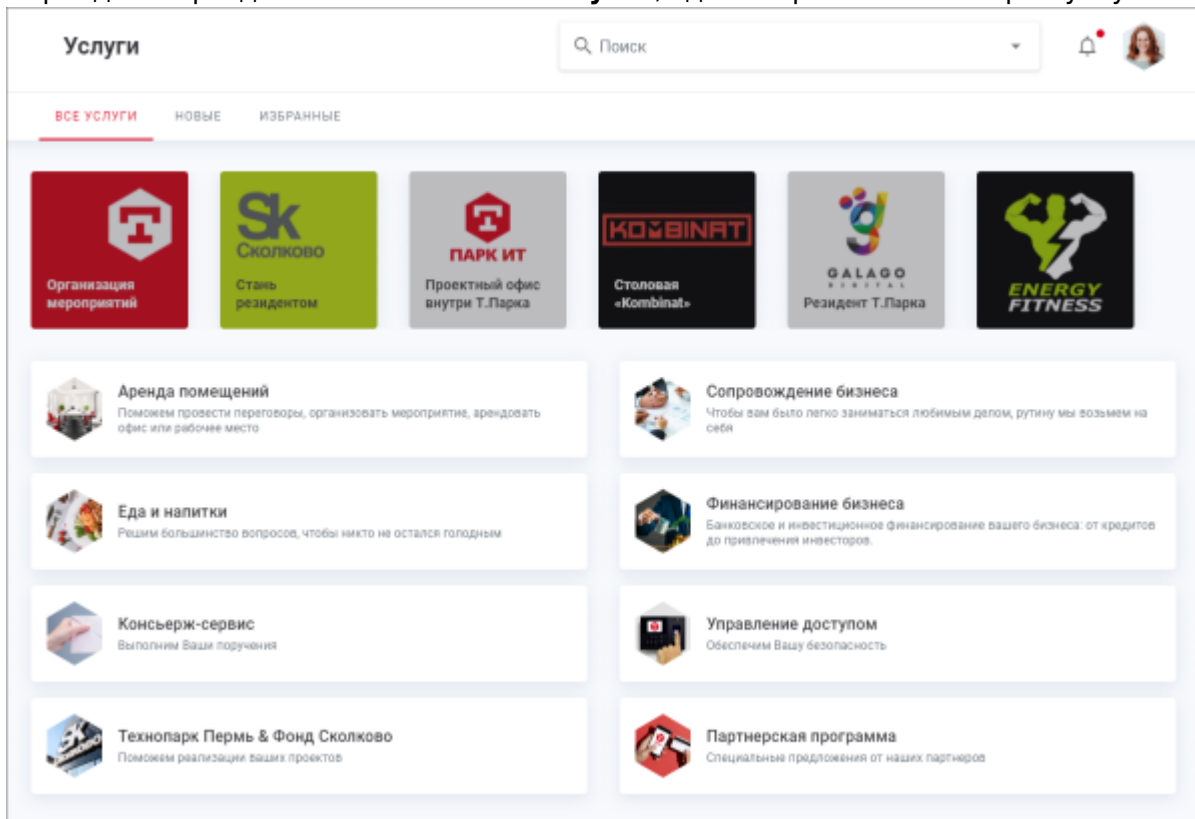 Услуги
Поиск
ВСЕ УСЛУГИ НОВЫЕ ИЗБРАННЫЕ
Организация
мероприятий
Sk
Сколково
Стань
резидентом
ПАРК ИТ
Проектный офис
внутри Т.Парка
KOMBINAT
Столовая
«Kombinat»
GALAGO
DIGITAL
Резидент Т.Парка
ENERGY
FITNESS
Аренда помещений
Поможем провести переговоры, организовать мероприятие, арендовать
офис или рабочее место
Сопровождение бизнеса
Чтобы вам было легко заниматься любимым делом, рутину мы возьмем на
себя
Еда и напитки
Решим большинство вопросов, чтобы никто не остался голодным
Финансирование бизнеса
Банковское и инвестиционное финансирование вашего бизнеса: от кредитов
до привлечения инвесторов.
Консьерж-сервис
Выполним Ваши поручения
Управление доступом
Обеспечим Вашу безопасность
Технопарк Пермь & Фонд Сколково
Поможем реализации ваших проектов
Партнерская программа
Специальные предложения от наших партнеров